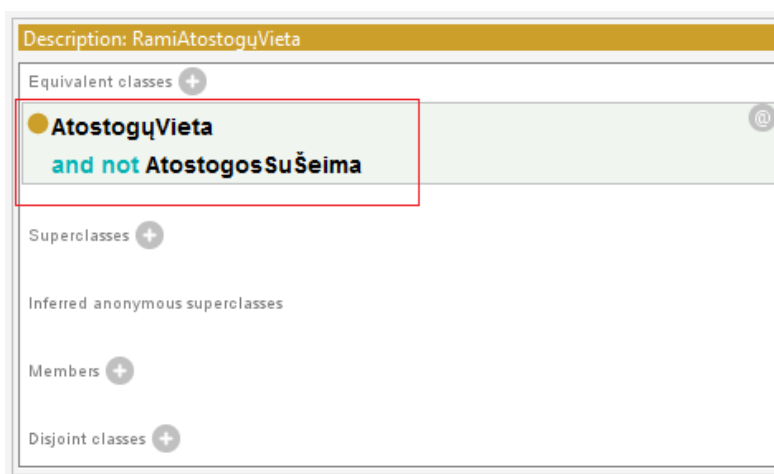 Description: RamiAtostogųVieta
Equivalent classes
AtostogųVieta
and not AtostogosSuŠeima
@
Superclasses
Inferred anonymous superclasses
Members
Disjoint classes